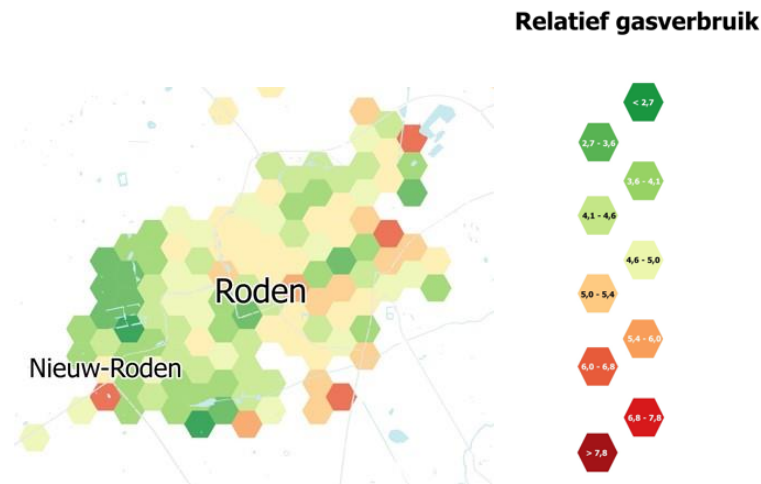 Relatief gasverbruik
< 2,7
2,7 - 3,6
3,6 - 4,1
4,1 - 4,6
4,6 - 5,0
5,0 - 5,4
5,4 - 6,0
6,0 - 6,8
6,8 - 7,8
> 7,8
Roden
Nieuw-Roden